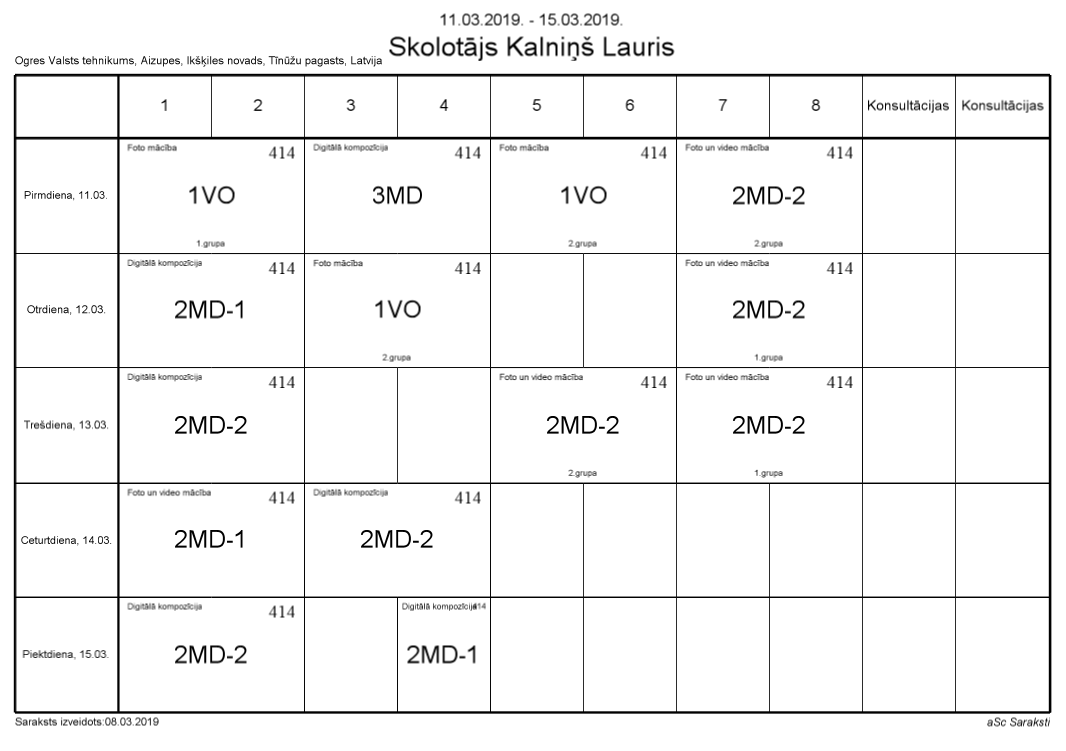 11.03.2019. - 15.03.2019.
Skolotājs Kalniņš Lauris
Ogres Valsts tehnikums, Aizupes, Ikšķiles novads, Tīnūžu pagasts, Latvija
1 2 3 4 5 6 7 8 Konsultācijas Konsultācijas
Foto mācība 414 Digitālā kompozīcija 414 Foto mācība 414 Foto un video mācība 414
Pirmdiena, 11.03. 1VO 3MD 1VO 2MD-2
1.grupa 2.grupa 2.grupa
Digitālā kompozīcija 414 Foto mācība 414 Foto un video mācība 414
Otrdiena, 12.03. 2MD-1 1VO 2MD-2
2.grupa 1.grupa
Digitālā kompozīcija 414 Foto un video mācība 414 Foto un video mācība 414
Trešdiena, 13.03. 2MD-2 2MD-2 2MD-2
2.grupa 1.grupa
Foto un video mācība 414 Digitālā kompozīcija 414
Ceturtdiena, 14.03. 2MD-1 2MD-2
Digitālā kompozīcija 414 Digitālā kompozīcija 414
Piektdiena, 15.03. 2MD-2 2MD-1
Saraksts izveidots:08.03.2019 aSc Saraksti